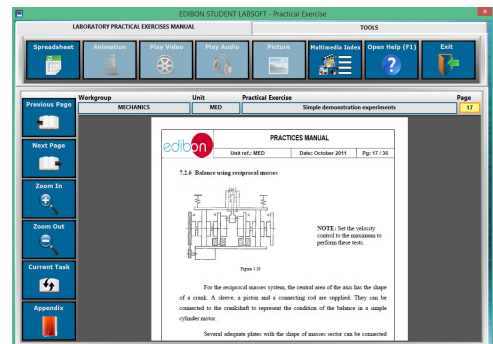 EDIBON STUDENT LABSOFT - Practical Exercise
LABORATORY PRACTICAL EXERCISES MANUAL
TOOLS
Spreadsheet
Animation
Play Video
Play Audio
Picture
Multimedia Index
Open Help (F1)
Exit
Workgroup
Unit
Practical Exercise
Page
MECHANICS
MED
Simple demonstration experiments
17
Previous Page
Next Page
Zoom In
Zoom Out
Current Task
Appendix
edibon
PRACTICES MANUAL
Unit ref.: MED
Date: October 2011
Pg: 17 / 36
7.2.6 Balance using reciprocal masses
NOTE: Set the velocity
control to the maximum to
perform these tests.
Figure 1.10
For the reciprocal masses system, the central area of the axis has the shape
of a crank. A sleeve, a piston and a connecting rod are supplied. They can be
connected to the crankshaft to represent the condition of the balance in a simple
cylinder motor.
Several adequate plates with the shape of masses sector can be connected